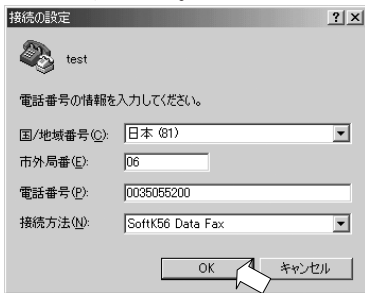 接続の設定
test
電話番号の情報を入力してください。
国/地域番号(C): 日本 (81)
市外局番(E): 06
電話番号(P): 0035055200
接続方法(N): SoftK56 Data Fax
OK キャンセル